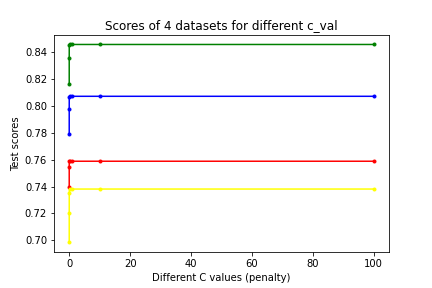 Scores of 4 datasets for different c_val
0.84
0.82
0.80
0.78
0.76
0.74
0.72
0.70
Test scores
0 20 40 60 80 100
Different C values (penalty)